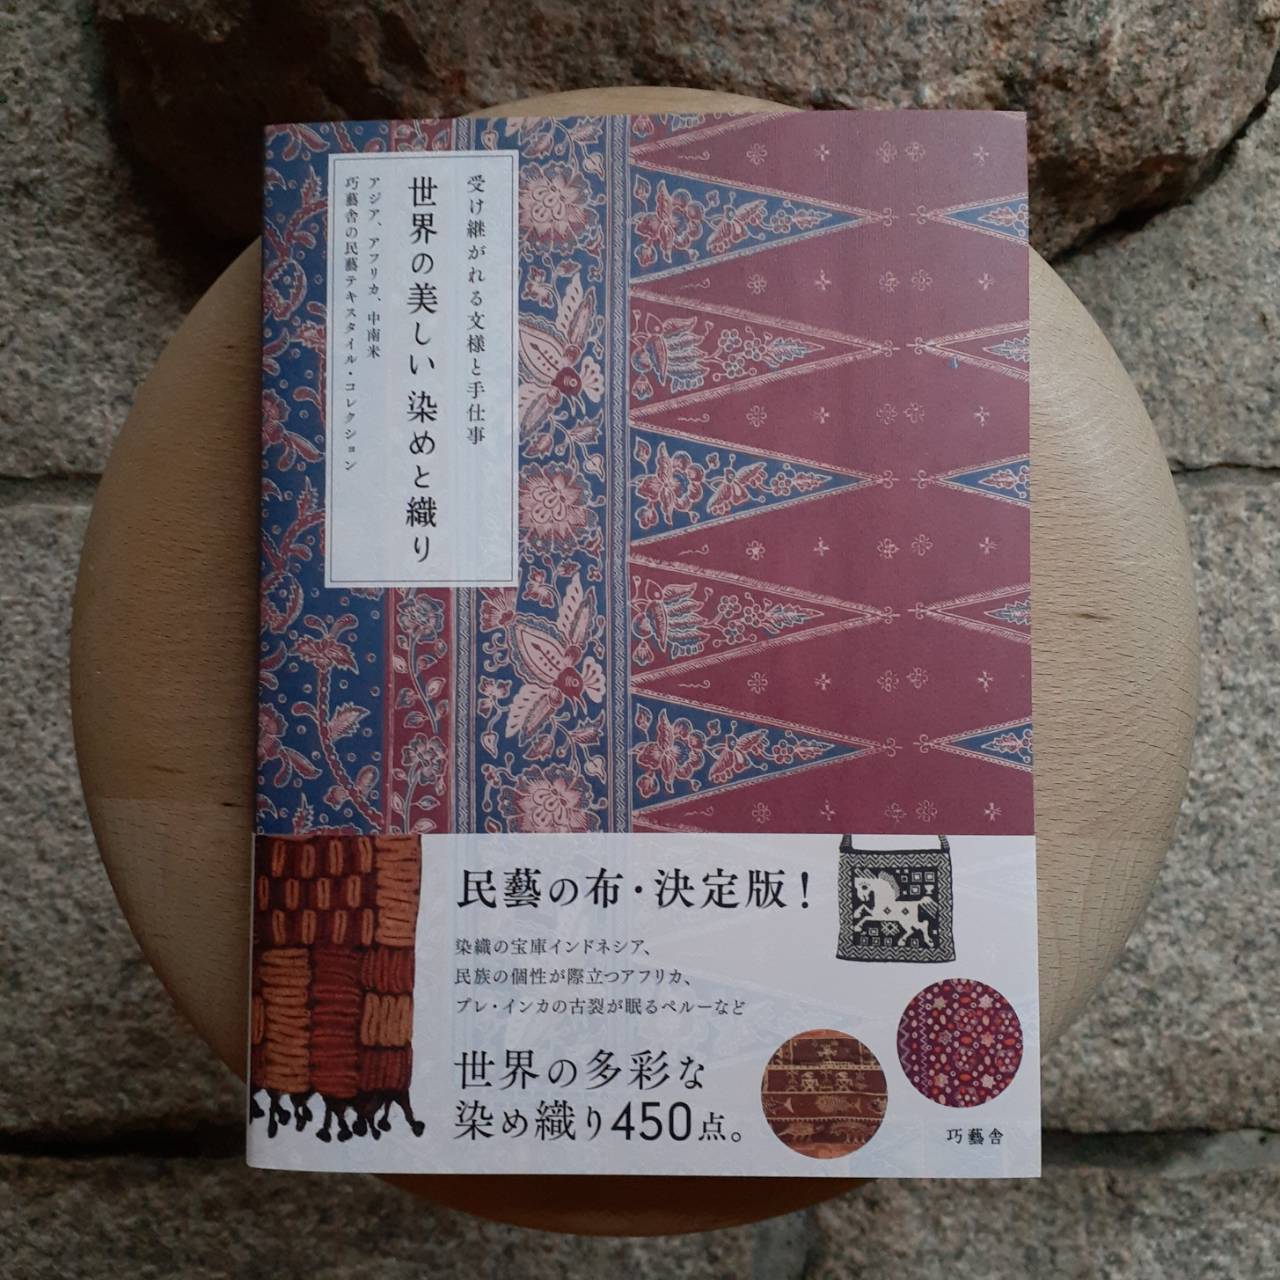 受け継がれる文様と手仕事
世界の美しい 染めと織り
アジア、アフリカ、中南米
巧藝舎の民藝テキスタイル・コレクション
民藝の布・決定版！
染織の宝庫インドネシア、
民族の個性が際立つアフリカ、
プレ・インカの古裂が眠るペルーなど
世界の多彩な
染め織り450点。
巧藝舎